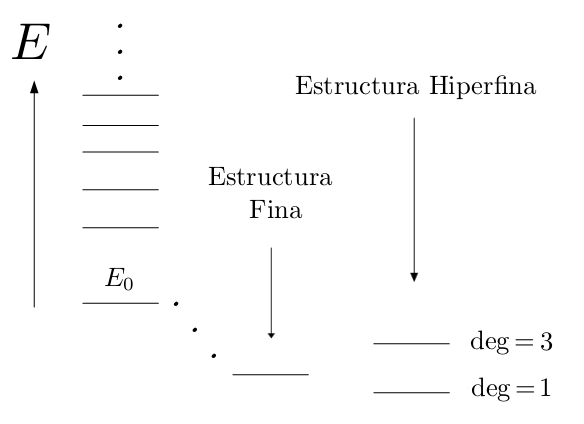 E
Estructura Hiperfina
Estructura
Fina
E₀
deg = 3
deg = 1